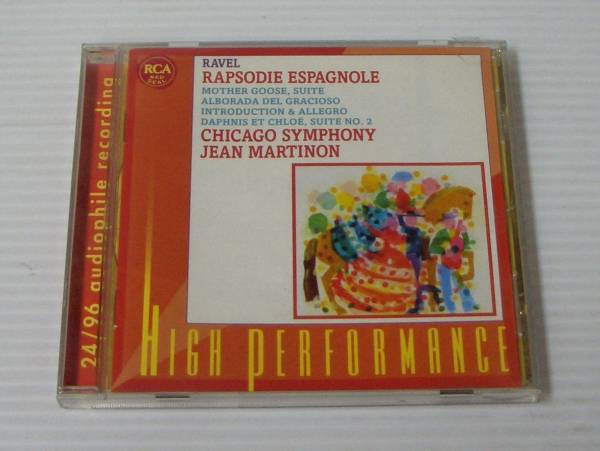 RCA
RED
SEAL
RAVEL
RAPSODIE ESPAGNOLE
MOTHER GOOSE, SUITE
ALBORADA DEL GRACIOSO
INTRODUCTION & ALLEGRO
DAPHNIS ET CHLOÉ, SUITE NO. 2
CHICAGO SYMPHONY
JEAN MARTINON
24/96 audiophile recording
HIGH PERFORMANCE